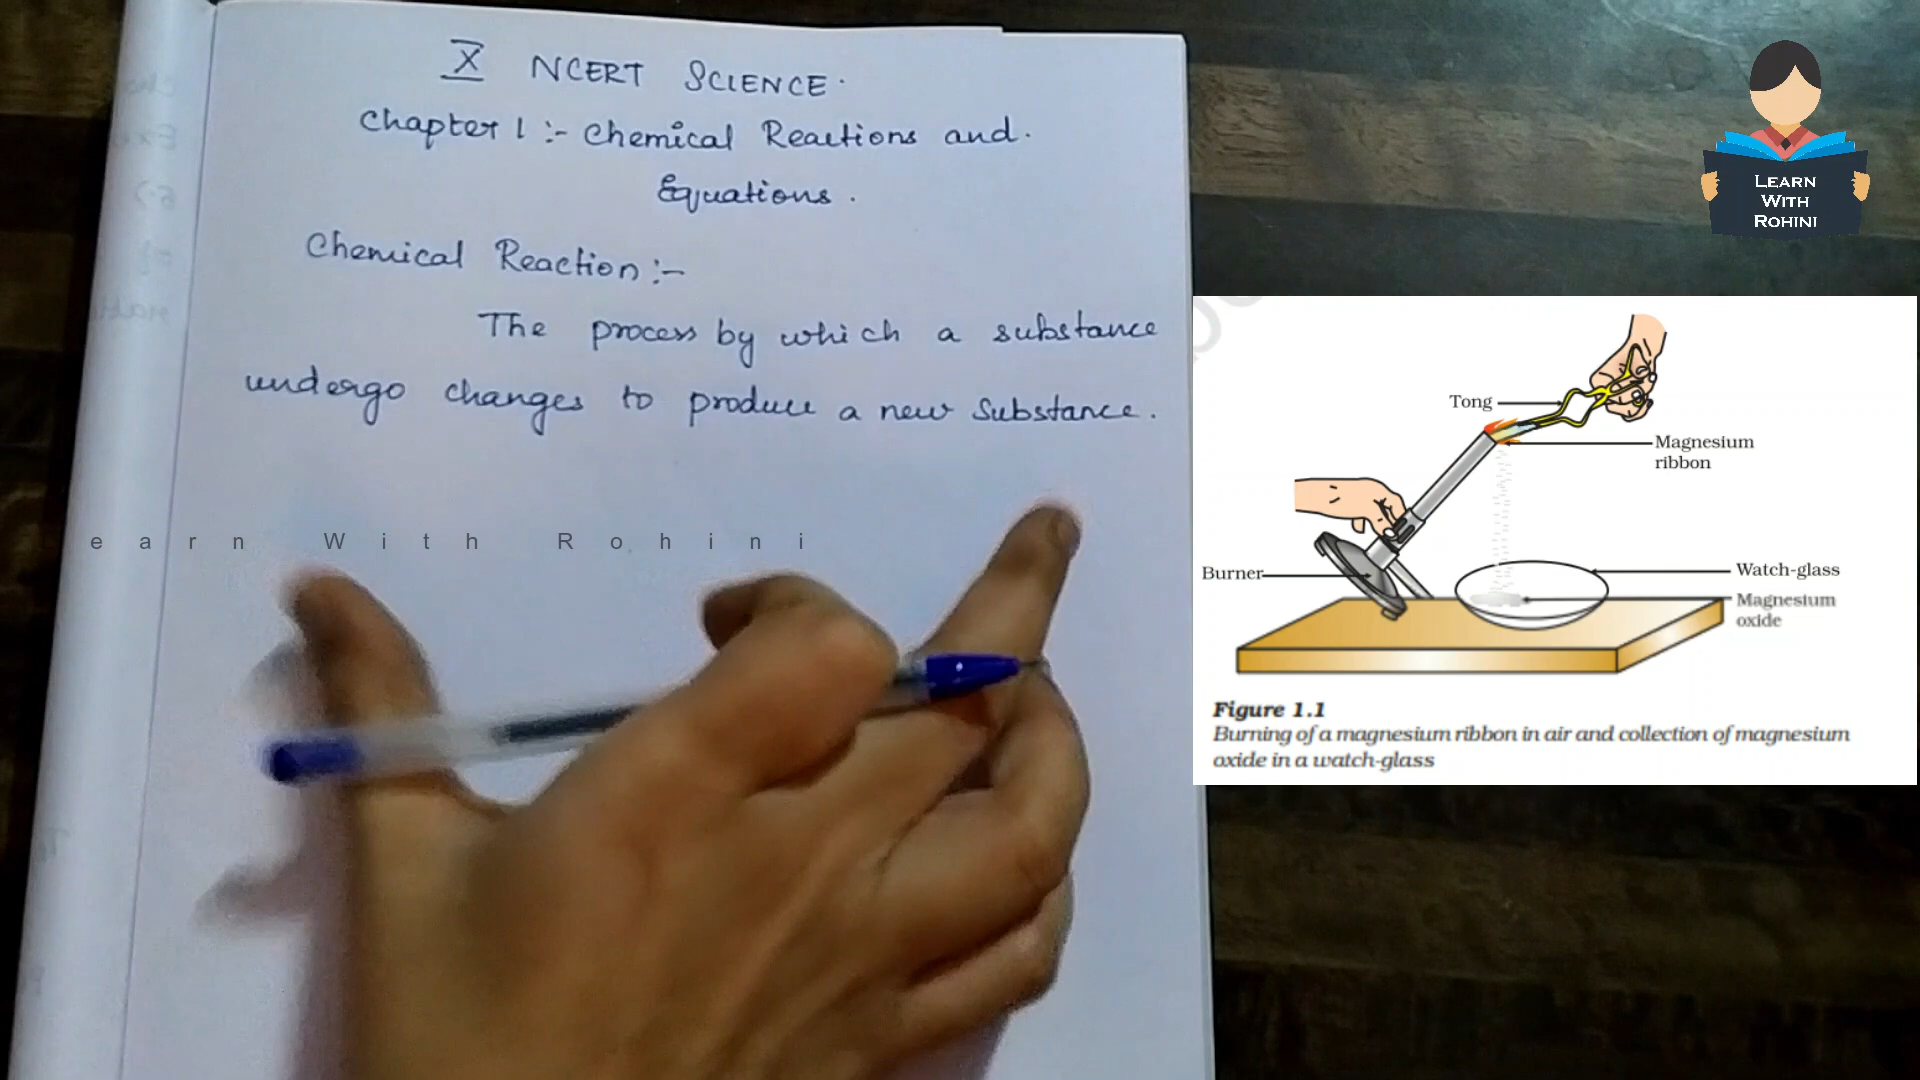 X NCERT SCIENCE.
Chapter 1 :- Chemical Reactions and.
Equations.
Chemical Reaction :-
The process by which a substance
undergo changes to produce a new substance.
earn With Rohini
LEARN
WITH
ROHINI
Tong
Magnesium
ribbon
Burner
Watch-glass
Magnesium
oxide
Figure 1.1
Burning of a magnesium ribbon in air and collection of magnesium
oxide in a watch-glass